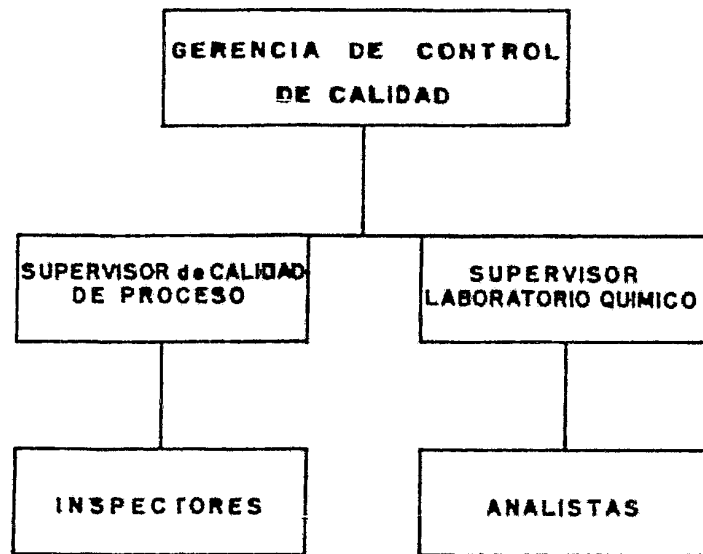 GERENCIA DE CONTROL
DE CALIDAD
SUPERVISOR de CALIDAD
DE PROCESO
SUPERVISOR
LABORATORIO QUIMICO
INSPECTORES
ANALISTAS